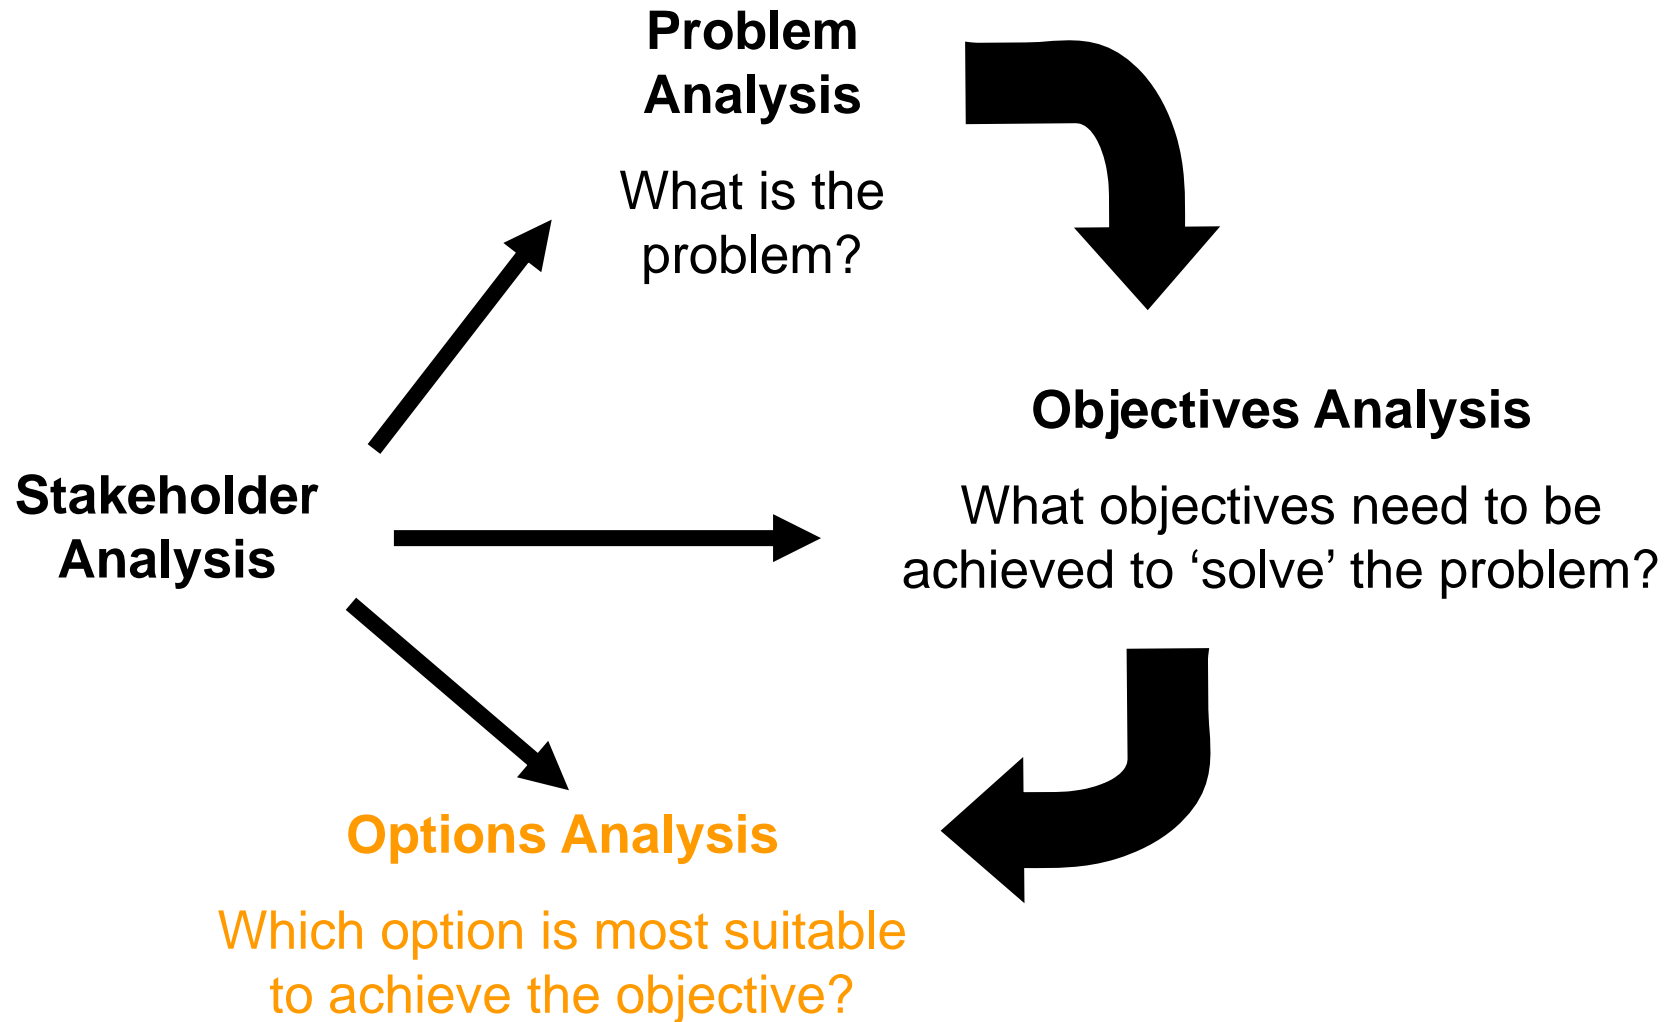 Problem
Analysis
What is the
problem?
Objectives Analysis
What objectives need to be
achieved to ‘solve’ the problem?
Stakeholder
Analysis
Options Analysis
Which option is most suitable
to achieve the objective?